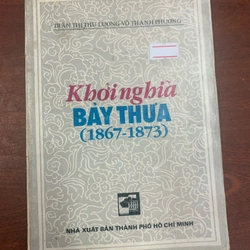 TRẦN THỊ THU LƯƠNG VÕ THÀNH PHƯƠNG
Khởi nghĩa
BẢY THƯA
(1867-1873)
NHÀ XUẤT BẢN THÀNH PHỐ HỒ CHÍ MINH